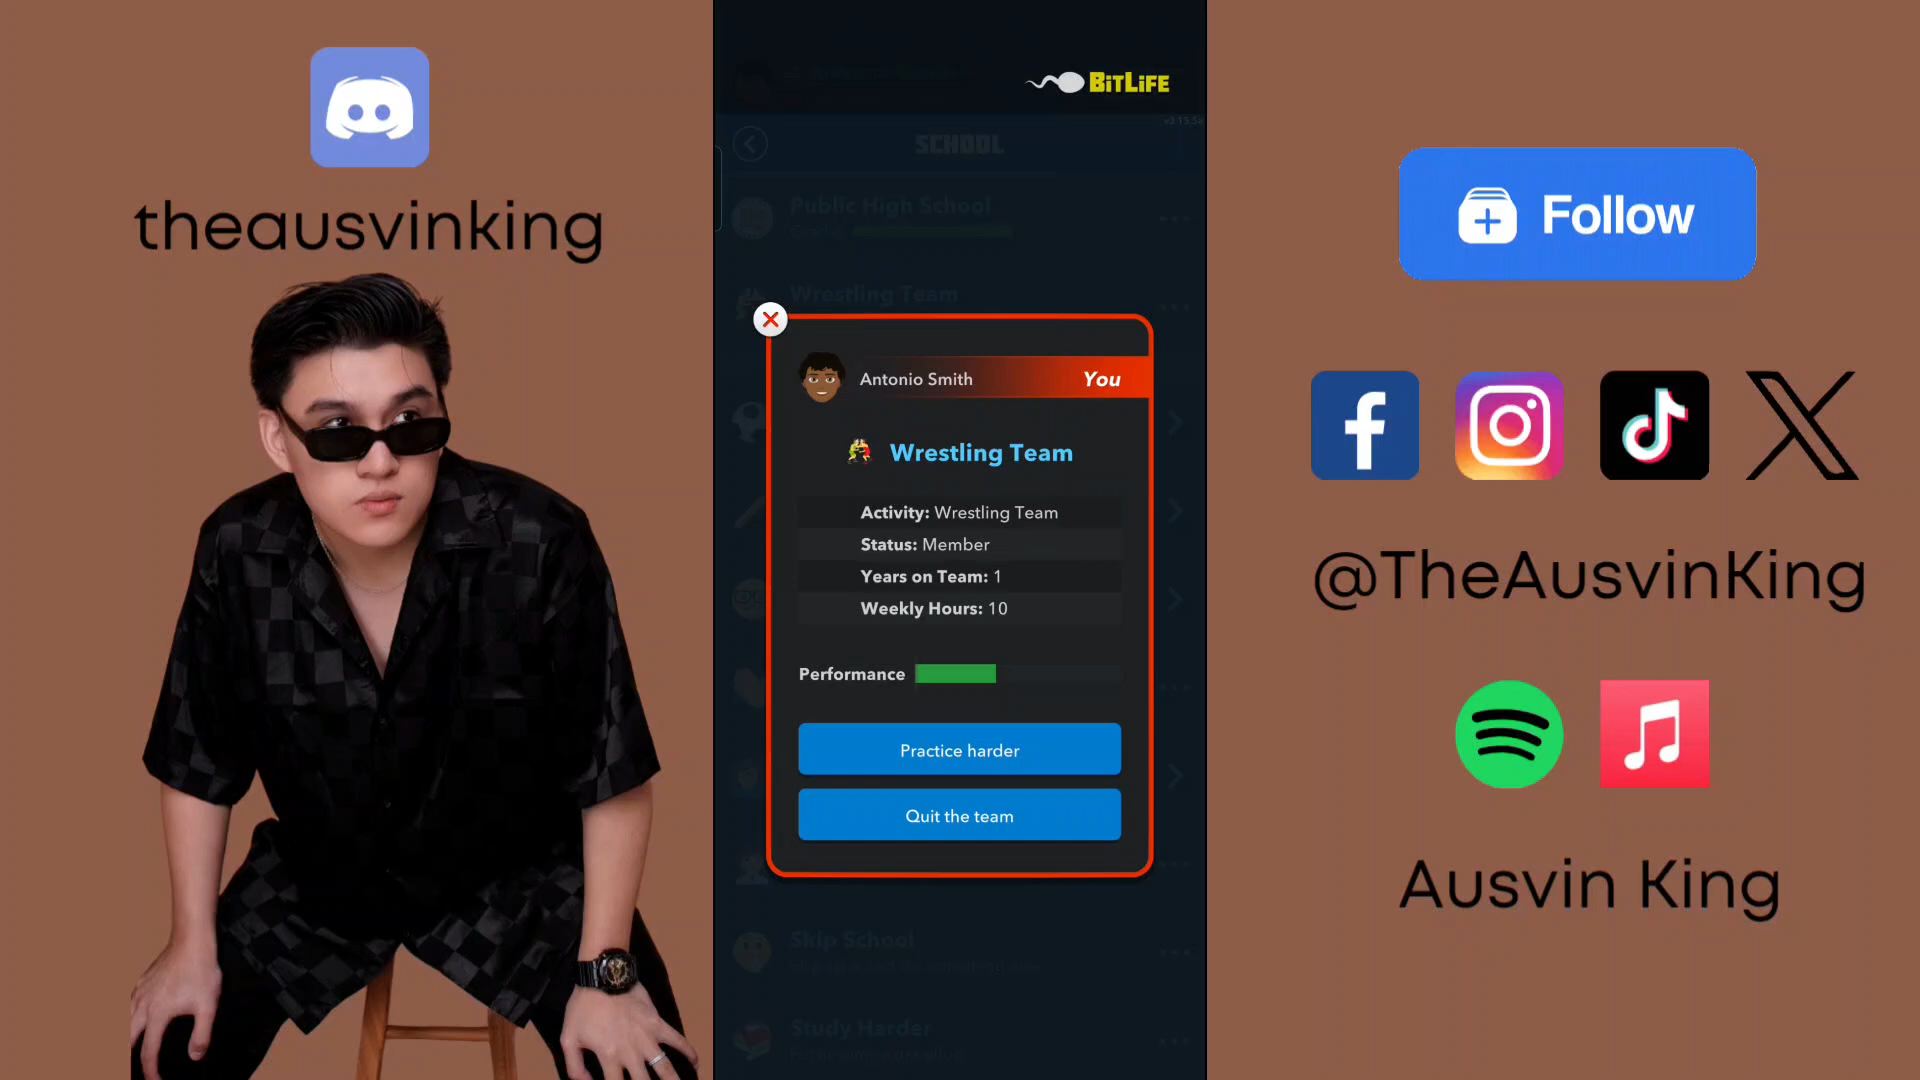 theausvinking
BitLife
SCHOOL
Public High School
Wrestling Team
Antonio Smith
You
Wrestling Team
Activity: Wrestling Team
Status: Member
Years on Team: 1
Weekly Hours: 10
Performance
Practice harder
Quit the team
Skip School
Study Harder
Follow
@TheAusvinKing
Ausvin King